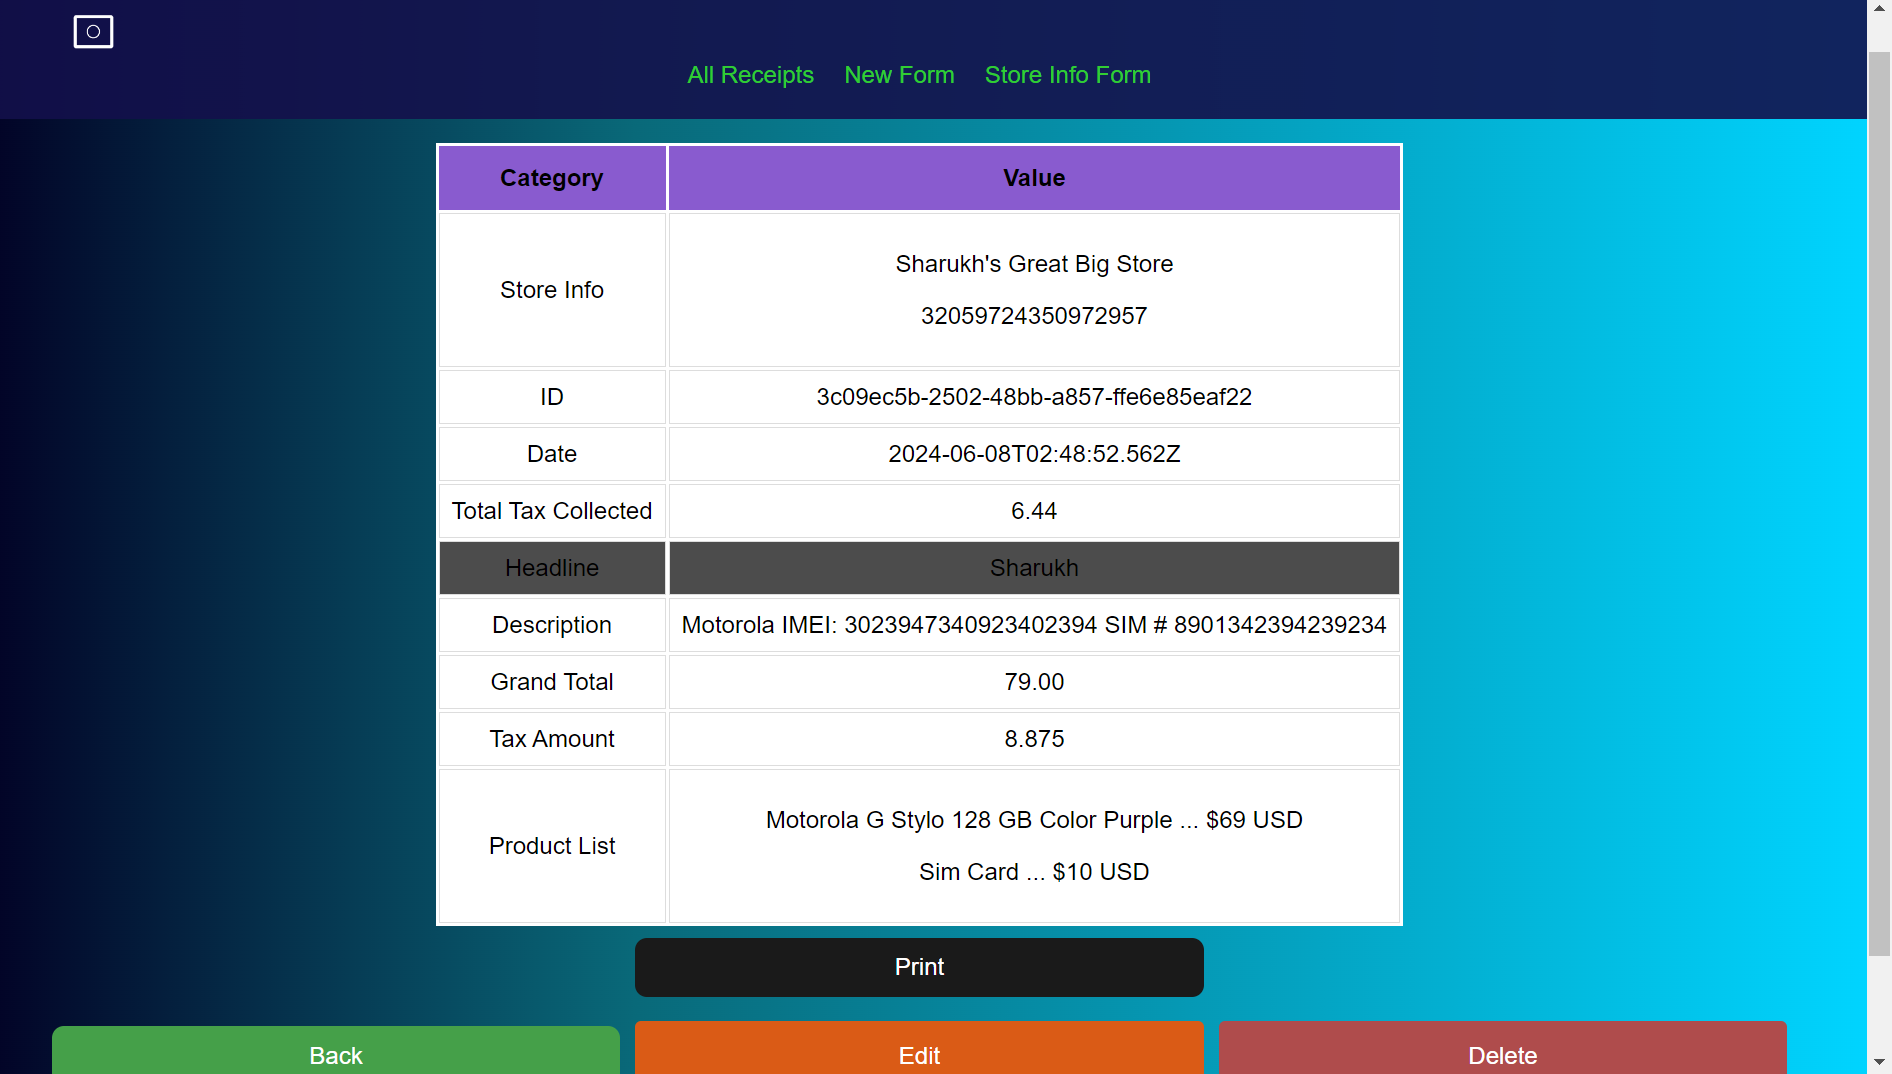 All Receipts New Form Store Info Form
Category Value
Store Info
Sharukh's Great Big Store
32059724350972957
ID 3c09ec5b-2502-48bb-a857-ffe6e85eaf22
Date 2024-06-08T02:48:52.562Z
Total Tax Collected 6.44
Headline Sharukh
Description Motorola IMEI: 3023947340923402394 SIM # 8901342394239234
Grand Total 79.00
Tax Amount 8.875
Product List
Motorola G Stylo 128 GB Color Purple ... $69 USD
Sim Card ... $10 USD
Print
Back Edit Delete